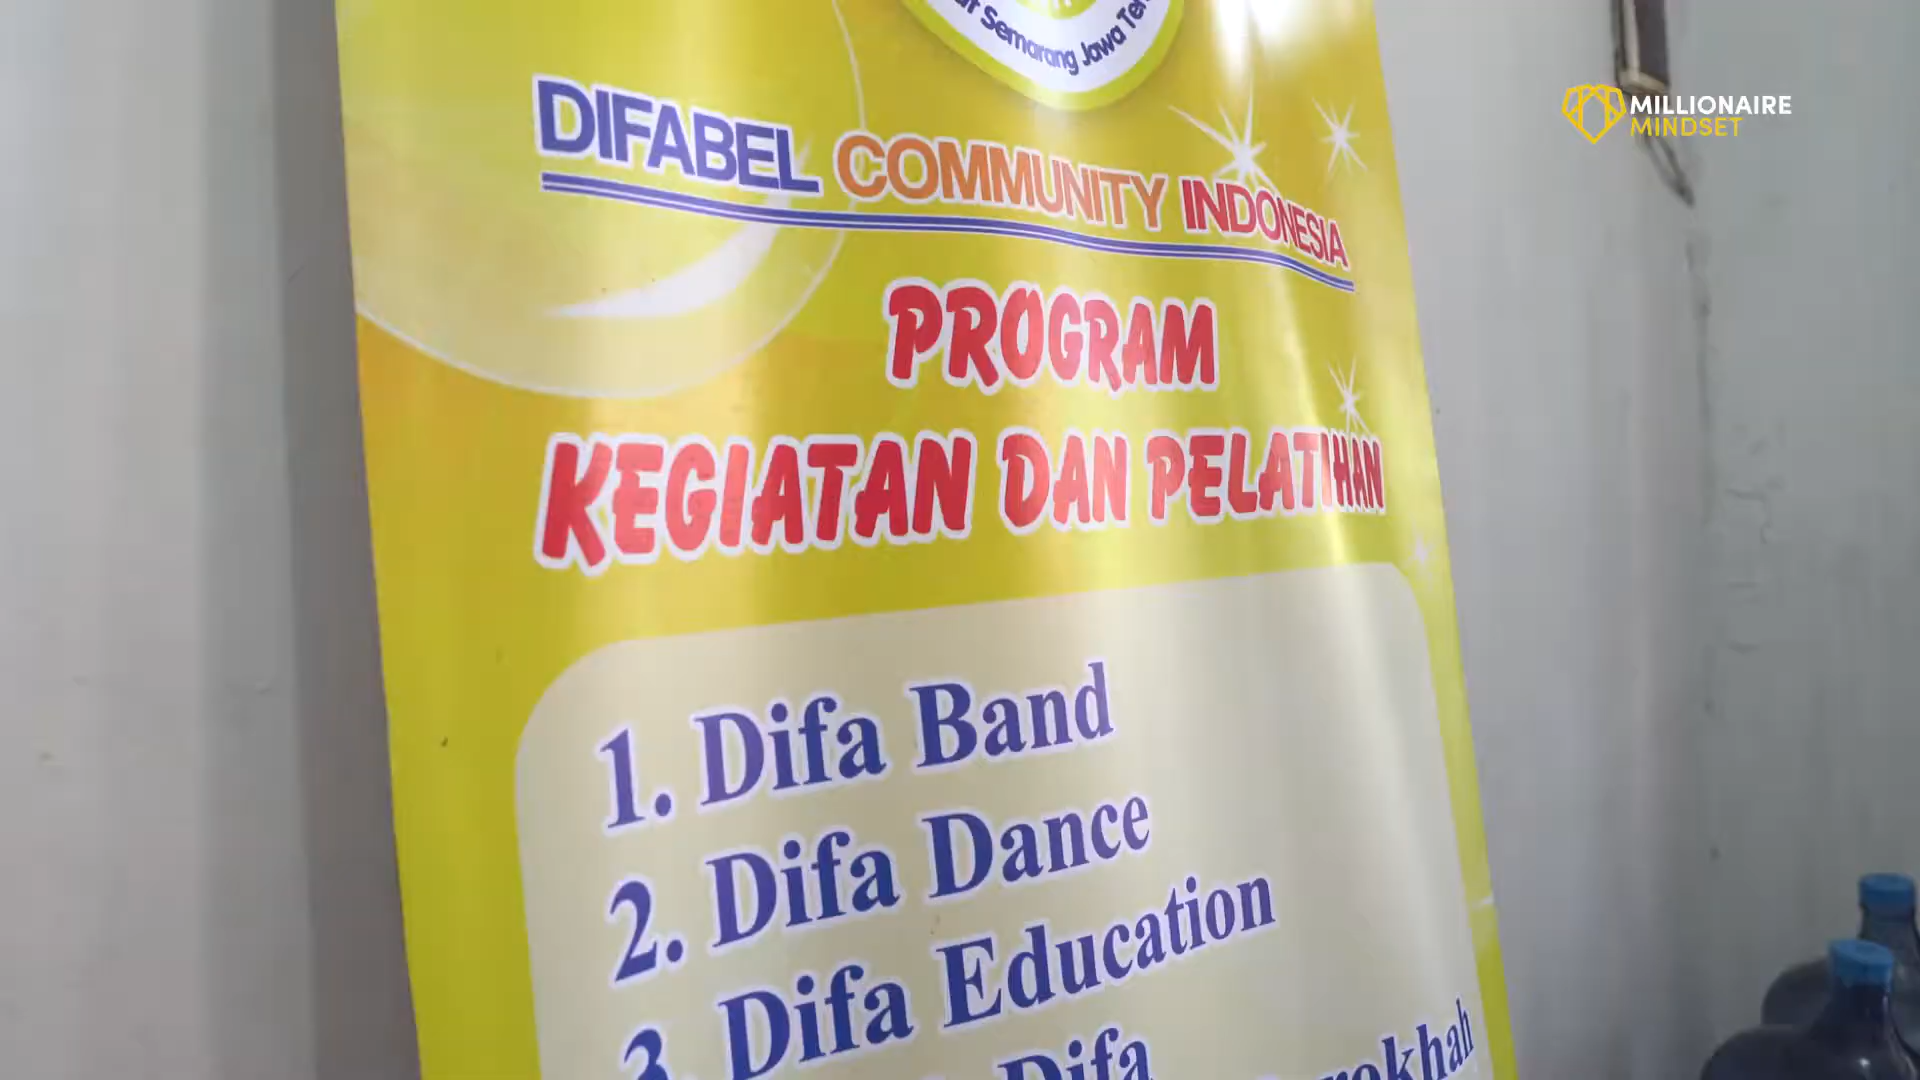 Semarang Jawa
DIFABEL COMMUNITY INDONESIA
MILLIONAIRE
MINDSET
PROGRAM
KEGIATAN DAN PELATIHAN
1. Difa Band
2. Difa Dance
3. Difa Education
Difa